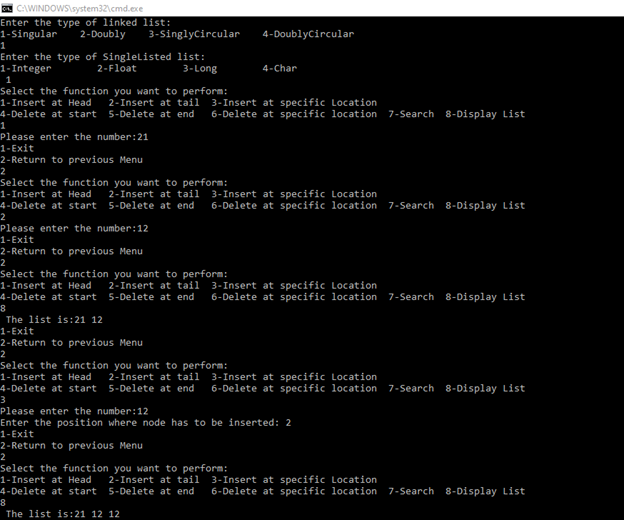 C:\WINDOWS\system32\cmd.exe
Enter the type of linked list:
1-Singular    2-Doubly    3-SinglyCircular    4-DoublyCircular
1
Enter the type of SingleListed list:
1-Integer        2-Float        3-Long        4-Char
 1
Select the function you want to perform:
1-Insert at Head   2-Insert at tail  3-Insert at specific Location
4-Delete at start  5-Delete at end   6-Delete at specific location  7-Search  8-Display List
1
Please enter the number:21
1-Exit
2-Return to previous Menu
2
Select the function you want to perform:
1-Insert at Head   2-Insert at tail  3-Insert at specific Location
4-Delete at start  5-Delete at end   6-Delete at specific location  7-Search  8-Display List
2
Please enter the number:12
1-Exit
2-Return to previous Menu
2
Select the function you want to perform:
1-Insert at Head   2-Insert at tail  3-Insert at specific Location
4-Delete at start  5-Delete at end   6-Delete at specific location  7-Search  8-Display List
8
 The list is:21 12
1-Exit
2-Return to previous Menu
2
Select the function you want to perform:
1-Insert at Head   2-Insert at tail  3-Insert at specific Location
4-Delete at start  5-Delete at end   6-Delete at specific location  7-Search  8-Display List
3
Please enter the number:12
Enter the position where node has to be inserted: 2
1-Exit
2-Return to previous Menu
2
Select the function you want to perform:
1-Insert at Head   2-Insert at tail  3-Insert at specific Location
4-Delete at start  5-Delete at end   6-Delete at specific location  7-Search  8-Display List
8
 The list is:21 12 12